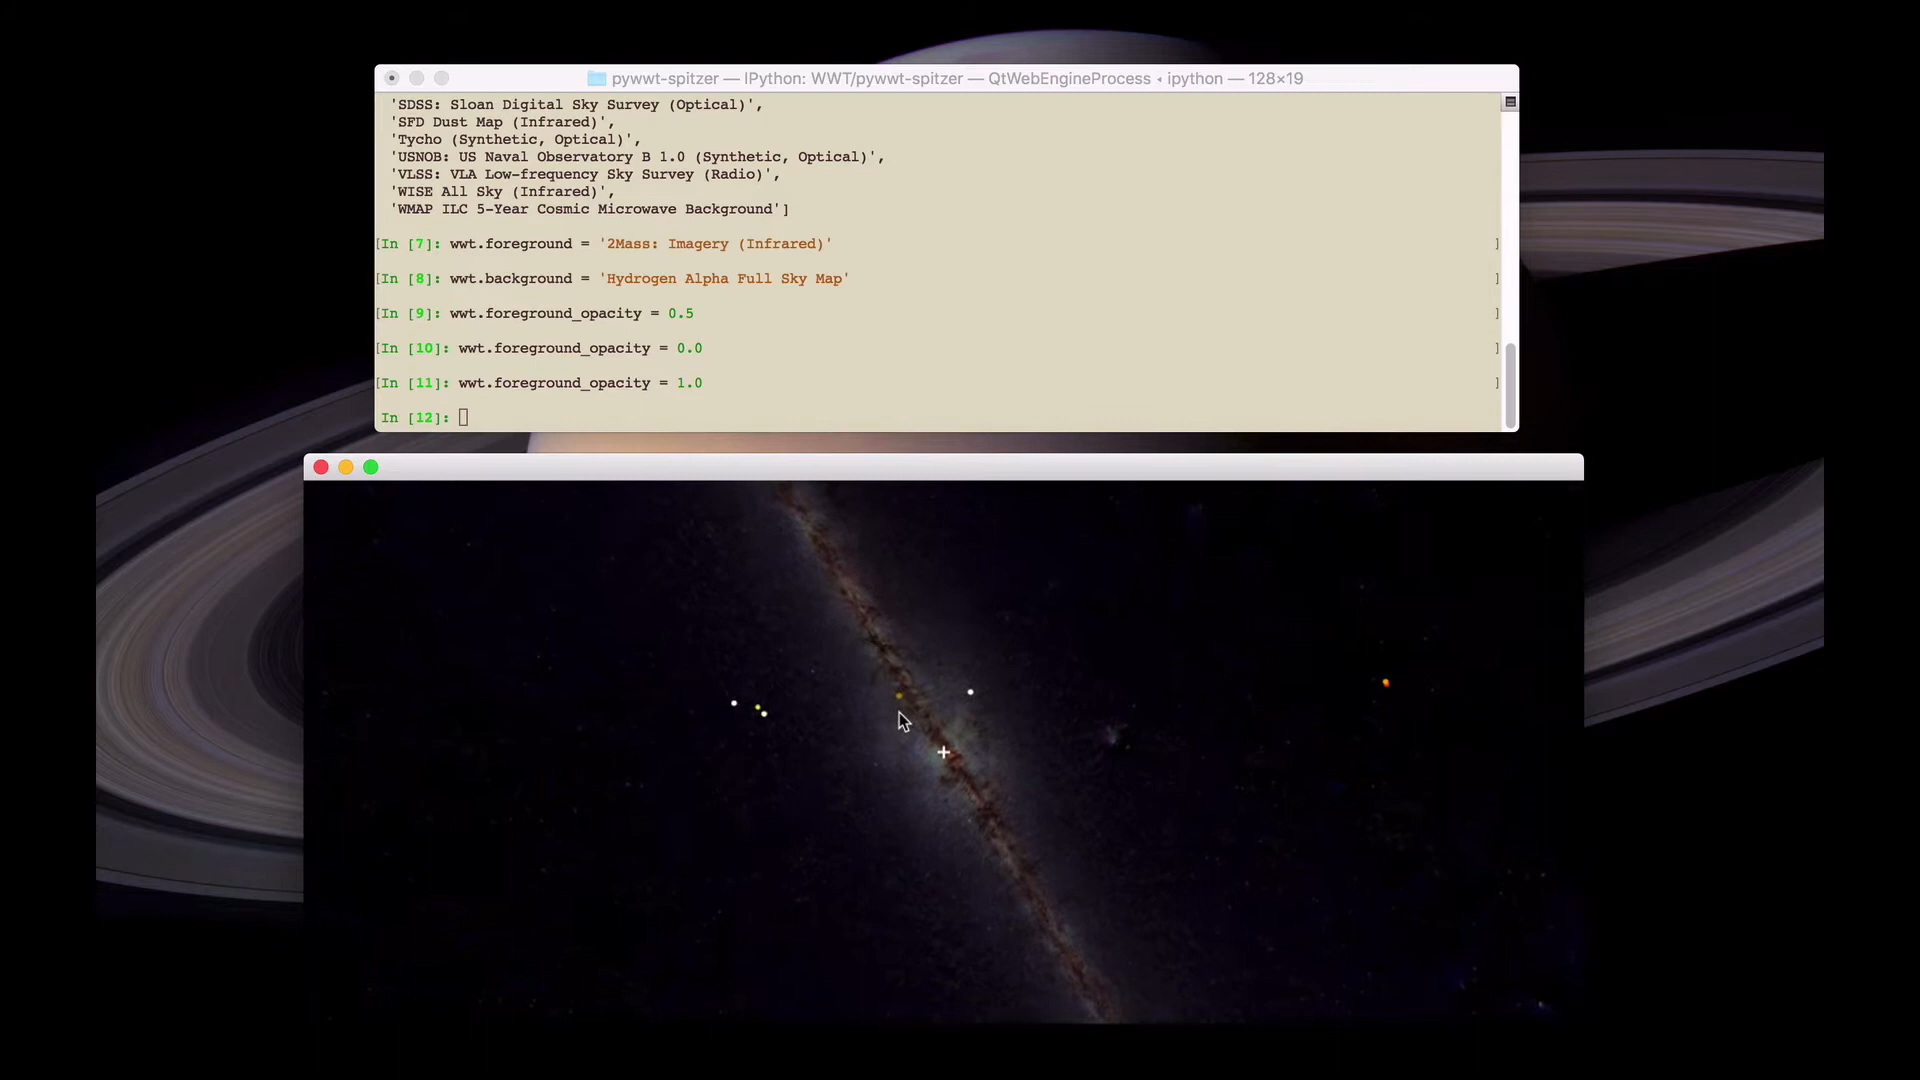 pywwt-spitzer — IPython: WWT/pywwt-spitzer — QtWebEngineProcess ◂ ipython — 128×19
'SDSS: Sloan Digital Sky Survey (Optical)',
'SFD Dust Map (Infrared)',
'Tycho (Synthetic, Optical)',
'USNOB: US Naval Observatory B 1.0 (Synthetic, Optical)',
'VLSS: VLA Low-frequency Sky Survey (Radio)',
'WISE All Sky (Infrared)',
'WMAP ILC 5-Year Cosmic Microwave Background']
[In [7]: wwt.foreground = '2Mass: Imagery (Infrared)' ]
[In [8]: wwt.background = 'Hydrogen Alpha Full Sky Map' ]
[In [9]: wwt.foreground_opacity = 0.5 ]
[In [10]: wwt.foreground_opacity = 0.0 ]
[In [11]: wwt.foreground_opacity = 1.0 ]
In [12]: